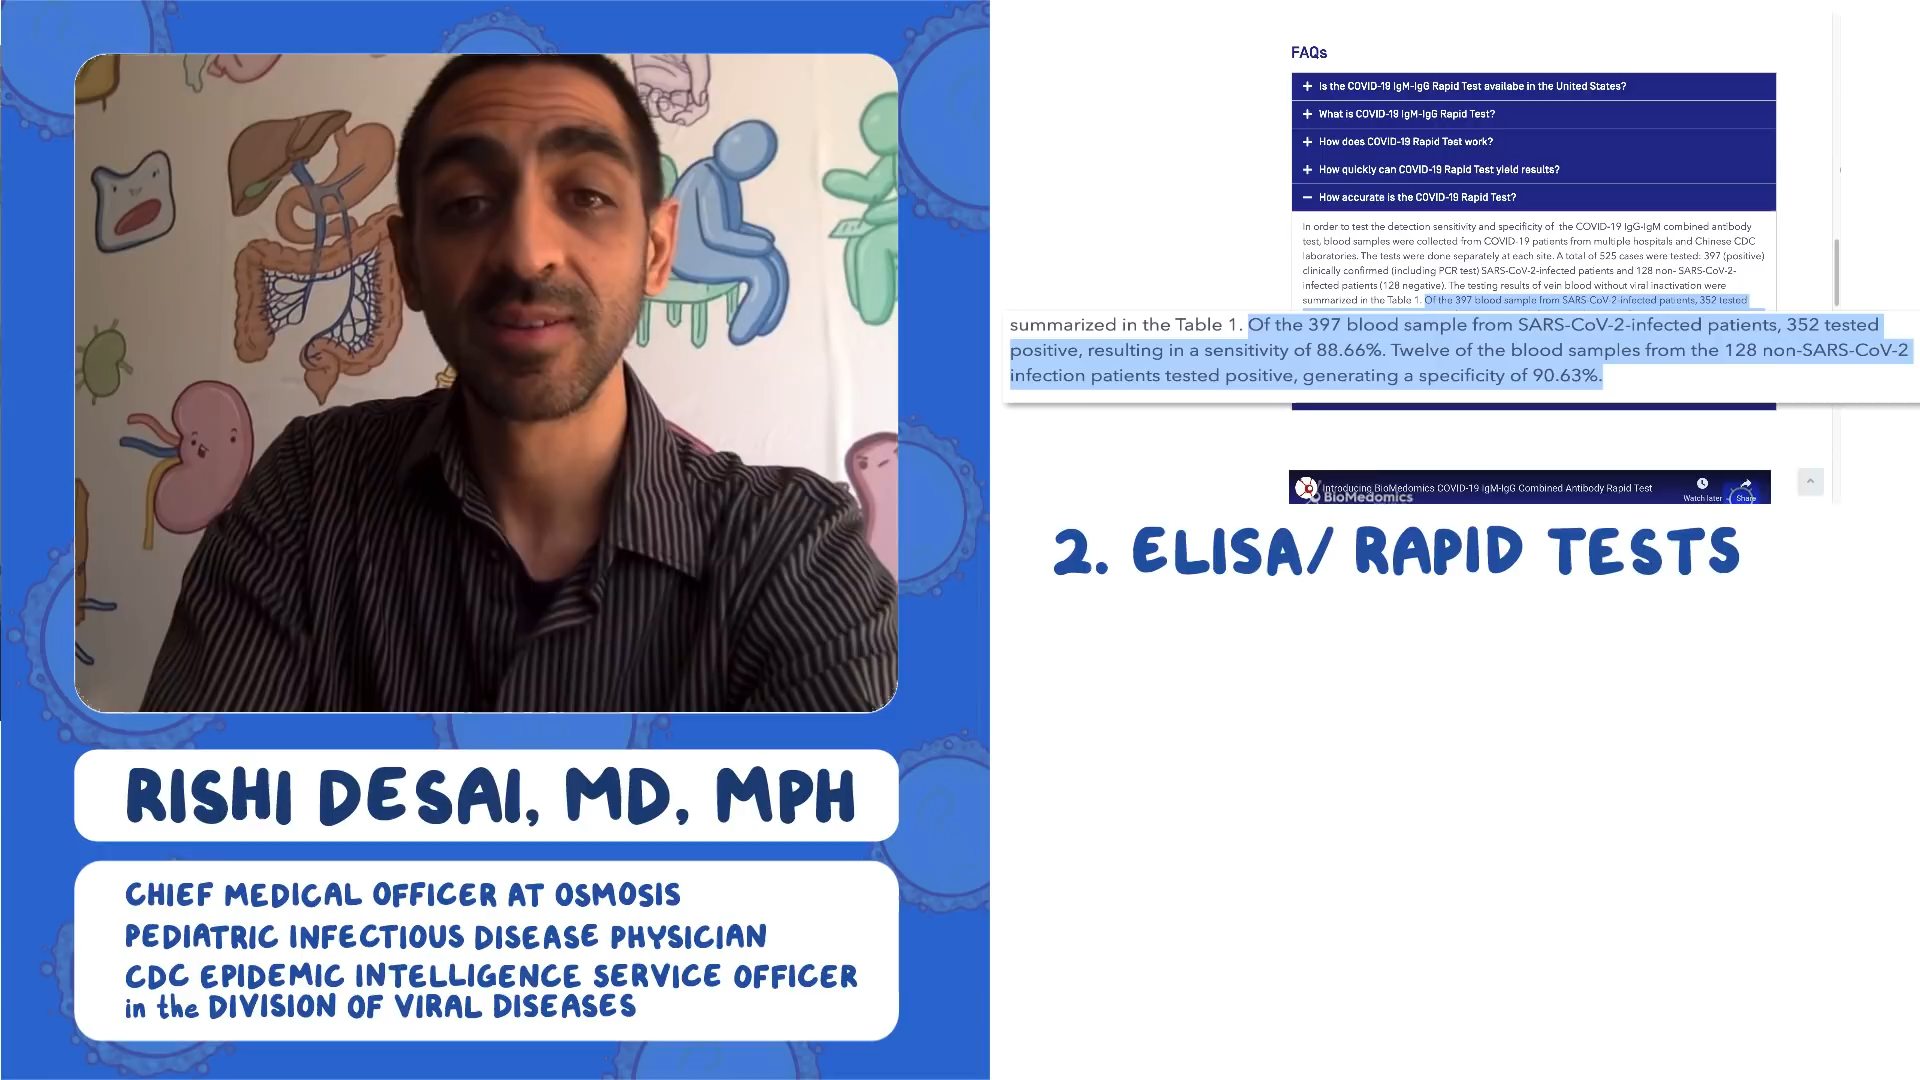 RISHI DESAI, MD, MPH
CHIEF MEDICAL OFFICER AT OSMOSIS
PEDIATRIC INFECTIOUS DISEASE PHYSICIAN
CDC EPIDEMIC INTELLIGENCE SERVICE OFFICER
in the DIVISION OF VIRAL DISEASES
FAQs
+ Is the COVID-19 IgM-IgG Rapid Test availabe in the United States?
+ What is COVID-19 IgM-IgG Rapid Test?
+ How does COVID-19 Rapid Test work?
+ How quickly can COVID-19 Rapid Test yield results?
− How accurate is the COVID-19 Rapid Test?
In order to test the detection sensitivity and specificity of the COVID-19 IgG-IgM combined antibody
test, blood samples were collected from COVID-19 patients from multiple hospitals and Chinese CDC
laboratories. The tests were done separately at each site. A total of 525 cases were tested: 397 (positive)
clinically confirmed (including PCR test) SARS-CoV-2-infected patients and 128 non- SARS-CoV-2-
infected patients (128 negative). The testing results of vein blood without viral inactivation were
summarized in the Table 1. Of the 397 blood sample from SARS-CoV-2-infected patients, 352 tested
summarized in the Table 1. Of the 397 blood sample from SARS-CoV-2-infected patients, 352 tested
positive, resulting in a sensitivity of 88.66%. Twelve of the blood samples from the 128 non-SARS-CoV-2
infection patients tested positive, generating a specificity of 90.63%.
Introducing BioMedomics COVID-19 IgM-IgG Combined Antibody Rapid Test
BioMedomics
Watch later
Share
2. ELISA/ RAPID TESTS